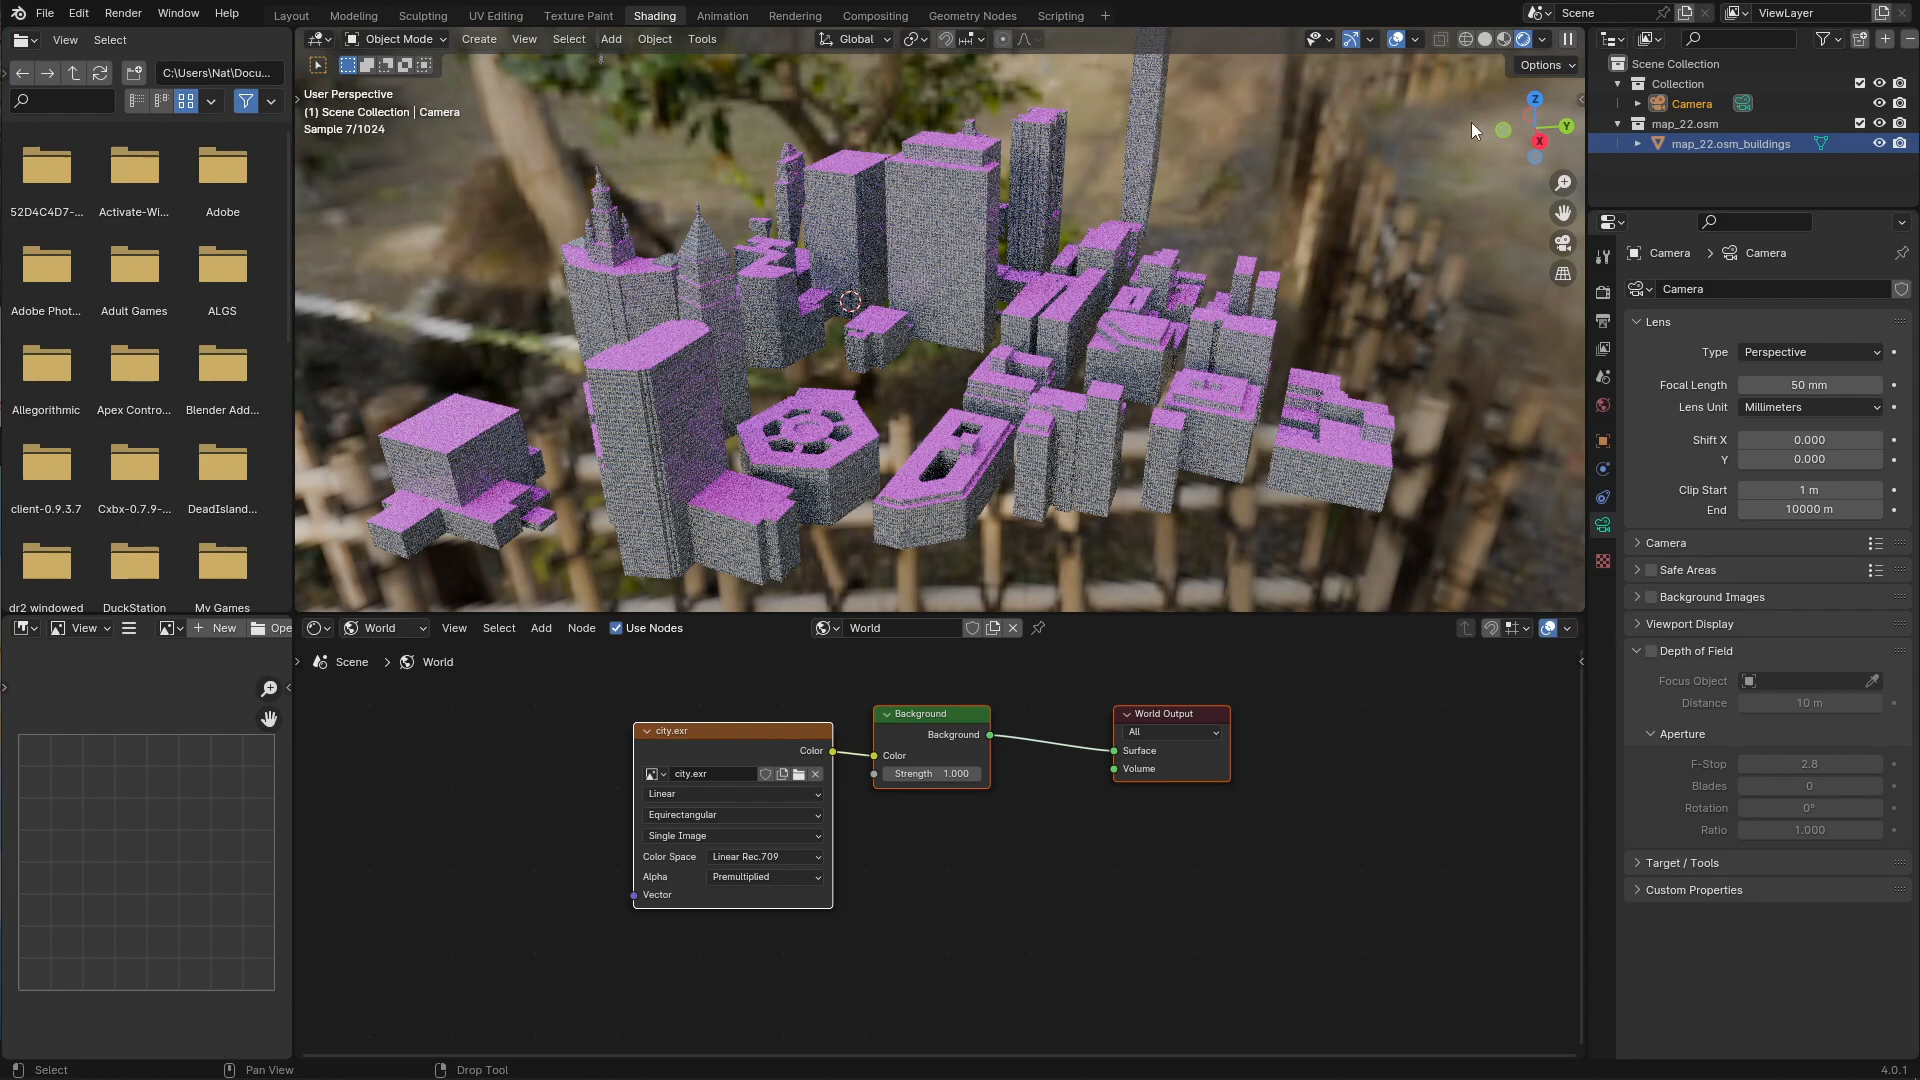 File Edit Render Window Help Layout Modeling Sculpting UV Editing Texture Paint Shading Animation Rendering Compositing Geometry Nodes Scripting + Scene ViewLayer
View Select
Object Mode Create View Select Add Object Tools Global
C:\Users\Nat\Docu...
Options
User Perspective
(1) Scene Collection | Camera
Sample 7/1024
Z
Y
X
52D4C4D7-... Activate-Wi... Adobe
Adobe Phot... Adult Games ALGS
Allegorithmic Apex Contro... Blender Add...
client-0.9.3.7 Cxbx-0.7.9-... DeadIsland...
dr2 windowed DuckStation My Games
Scene Collection
Collection
Camera
map_22.osm
map_22.osm_buildings
Camera > Camera
Camera
Lens
Type Perspective
Focal Length 50 mm
Lens Unit Millimeters
Shift X 0.000
Y 0.000
Clip Start 1 m
End 10000 m
Camera
Safe Areas
Background Images
Viewport Display
Depth of Field
Focus Object
Distance 10 m
Aperture
F-Stop 2.8
Blades 0
Rotation 0°
Ratio 1.000
Target / Tools
Custom Properties
View New Ope
World View Select Add Node Use Nodes World
Scene > World
city.exr
Color
city.exr
Linear
Equirectangular
Single Image
Color Space Linear Rec.709
Alpha Premultiplied
Vector
Background
Background
Color
Strength 1.000
World Output
All
Surface
Volume
Select Pan View Drop Tool 4.0.1